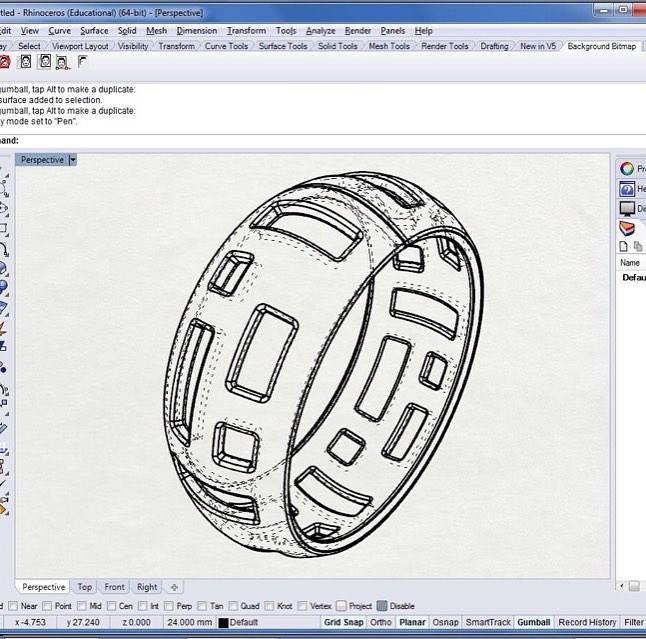 tled - Rhinoceros (Educational) (64-bit) - [Perspective]
Edit View Curve Surface Solid Mesh Dimension Transform Tools Analyze Render Panels Help
ay Select Viewport Layout Visibility Transform Curve Tools Surface Tools Solid Tools Mesh Tools Render Tools Drafting New in V5 Background Bitmap
gumball, tap Alt to make a duplicate:
surface added to selection.
gumball, tap Alt to make a duplicate:
y mode set to "Pen".
and:
Perspective
Pr
He
Di
Name
Defau
Perspective Top Front Right
d Near Point Mid Cen Int Perp Tan Quad Knot Vertex Project Disable
x -4.753 y 27.240 z 0.000 24.000 mm Default Grid Snap Ortho Planar Osnap SmartTrack Gumball Record History Filter